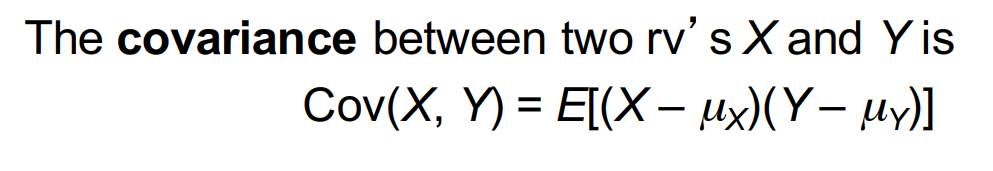 The covariance between two rv’s X and Y is
Cov(X, Y) = E[(X – μX)(Y – μY)]